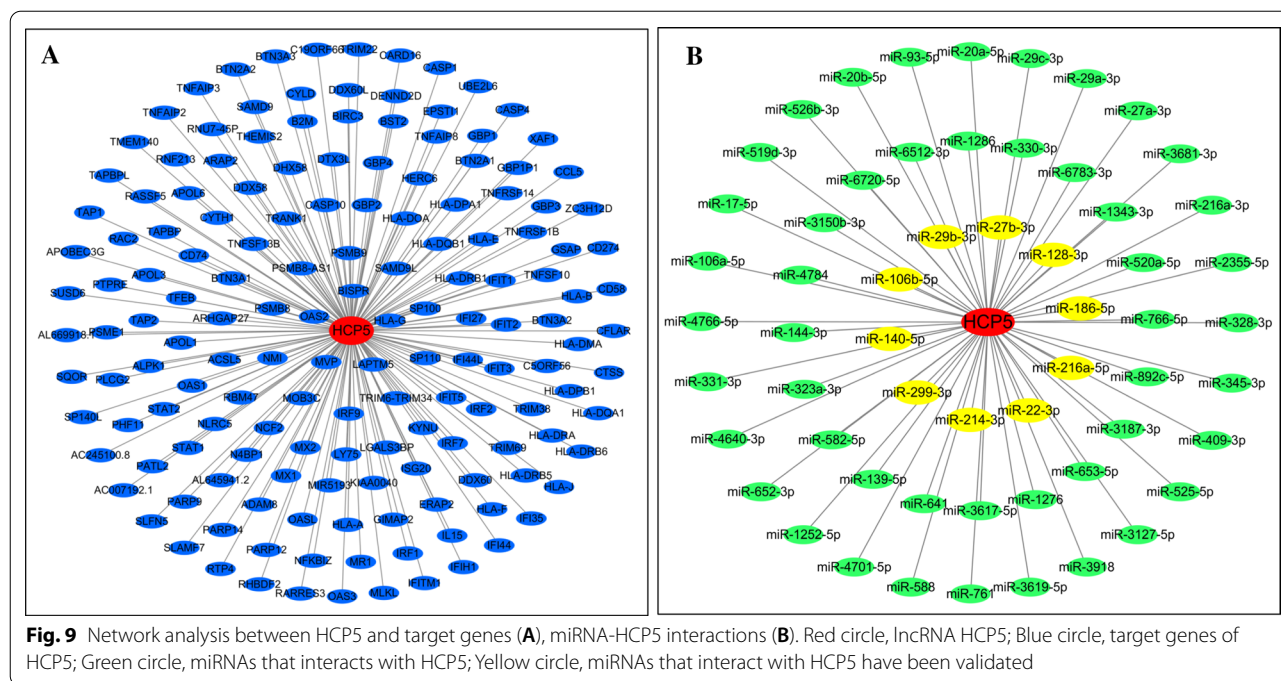 A
C19ORF66
TRIM22
BTN3A3
CARD16
BTN2A2
CASP1
TNFAIP3
CYLD
DDX60L
DENND2D
UBE2L6
TNFAIP2
SAMD9
B2M
BIRC3
BST2
EPSTI1
CASP4
RNU7-45P
THEMIS2
TNFAIP8
GBP1
XAF1
TMEM140
RNF213
ARAP2
DHX58
DTX3L
GBP4
BTN2A1
GBP1P1
TAPBPL
DDX58
HERC6
CCL5
RASSF5
APOL6
CASP10
GBP2
HLA-DPA1
TNFRSF14
TAP1
CYTH1
TRANK1
HLA-DOA
GBP3
ZC3H12D
RAC2
TAPBP
TNFSF13B
HLA-DQB1
HLA-E
TNFRSF1B
APOBEC3G
CD74
PSMB9
GSAP
CD274
PTPRE
APOL3
BTN3A1
PSMB8-AS1
SAMD9L
HLA-DRB1
IFIT1
TNFSF10
CD58
SUSD6
TFEB
BISPR
HLA-B
ARHGAP27
PSMB8
OAS2
HLA-G
SP100
IFI27
IFIT2
BTN3A2
CFLAR
AL669918.1
PSME1
TAP2
HCP5
APOL1
HLA-DMA
SQOR
PLCG2
ALPK1
ACSL5
NMI
MVP
LAPTM5
SP110
IFI44L
IFIT3
C5ORF56
CTSS
OAS1
HLA-DPB1
SP140L
PHF11
STAT2
RBM47
MOB3C
TRIM6-TRIM34
IFIT5
IRF2
TRIM38
HLA-DQA1
AC245100.8
STAT1
NLRC5
NCF2
IRF9
KYNU
HLA-DRA
AC007192.1
PATL2
N4BP1
MX2
LY75
LGALS3BP
IRF7
TRIM69
HLA-DRB6
PARP9
AL645941.2
MX1
MIR5193
KIAA0040
ISG20
DDX60
HLA-DRB5
HLA-J
SLFN5
ADAM8
PARP14
OASL
HLA-A
GIMAP2
ERAP2
HLA-F
IFI35
SLAMF7
PARP12
NFKBIZ
MR1
IRF1
IL15
IFI44
RTP4
RHBDF2
RARRES3
OAS3
MLKL
IFITM1
IFIH1
B
miR-93-5p
miR-20a-5p
miR-29c-3p
miR-20b-5p
miR-29a-3p
miR-526b-3p
miR-27a-3p
miR-519d-3p
miR-6512-3p
miR-1286
miR-330-3p
miR-3681-3p
miR-6720-5p
miR-6783-3p
miR-17-5p
miR-3150b-3p
miR-29b-3p
miR-27b-3p
miR-1343-3p
miR-216a-3p
miR-106a-5p
miR-4784
miR-106b-5p
miR-128-3p
miR-520a-5p
miR-2355-5p
miR-186-5p
miR-4766-5p
miR-144-3p
HCP5
miR-766-5p
miR-328-3p
miR-140-5p
miR-331-3p
miR-323a-3p
miR-216a-5p
miR-892c-5p
miR-345-3p
miR-299-3p
miR-22-3p
miR-4640-3p
miR-582-5p
miR-214-3p
miR-3187-3p
miR-409-3p
miR-652-3p
miR-139-5p
miR-653-5p
miR-525-5p
miR-641
miR-3617-5p
miR-1276
miR-1252-5p
miR-3127-5p
miR-4701-5p
miR-3918
miR-588
miR-761
miR-3619-5p
Fig. 9 Network analysis between HCP5 and target genes (A), miRNA-HCP5 interactions (B). Red circle, lncRNA HCP5; Blue circle, target genes of
HCP5; Green circle, miRNAs that interacts with HCP5; Yellow circle, miRNAs that interact with HCP5 have been validated